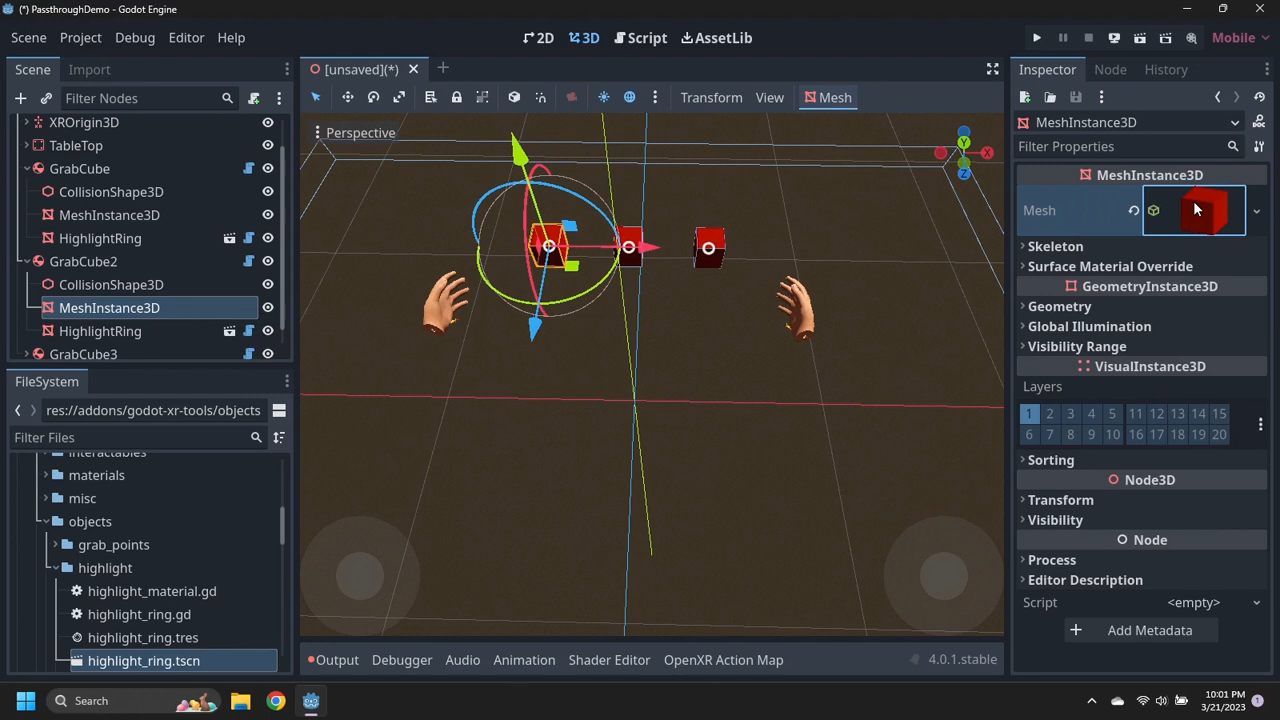 (*) PassthroughDemo - Godot Engine
Scene Project Debug Editor Help
2D 3D Script AssetLib
Mobile
Scene Import
[unsaved](*)
Inspector Node History
Filter Nodes
Transform View Mesh
XROrigin3D
TableTop
GrabCube
CollisionShape3D
MeshInstance3D
HighlightRing
GrabCube2
CollisionShape3D
MeshInstance3D
HighlightRing
GrabCube3
Perspective
Y
X
Z
MeshInstance3D
Filter Properties
MeshInstance3D
Mesh
Skeleton
Surface Material Override
GeometryInstance3D
Geometry
Global Illumination
Visibility Range
VisualInstance3D
Layers
1 2 3 4 5 11 12 13 14 15
6 7 8 9 10 16 17 18 19 20
Sorting
Node3D
Transform
Visibility
Node
Process
Editor Description
Script <empty>
Add Metadata
FileSystem
res://addons/godot-xr-tools/objects
Filter Files
interactables
materials
misc
objects
grab_points
highlight
highlight_material.gd
highlight_ring.gd
highlight_ring.tres
highlight_ring.tscn
Output Debugger Audio Animation Shader Editor OpenXR Action Map
4.0.1.stable
Search
10:01 PM
3/21/2023
1